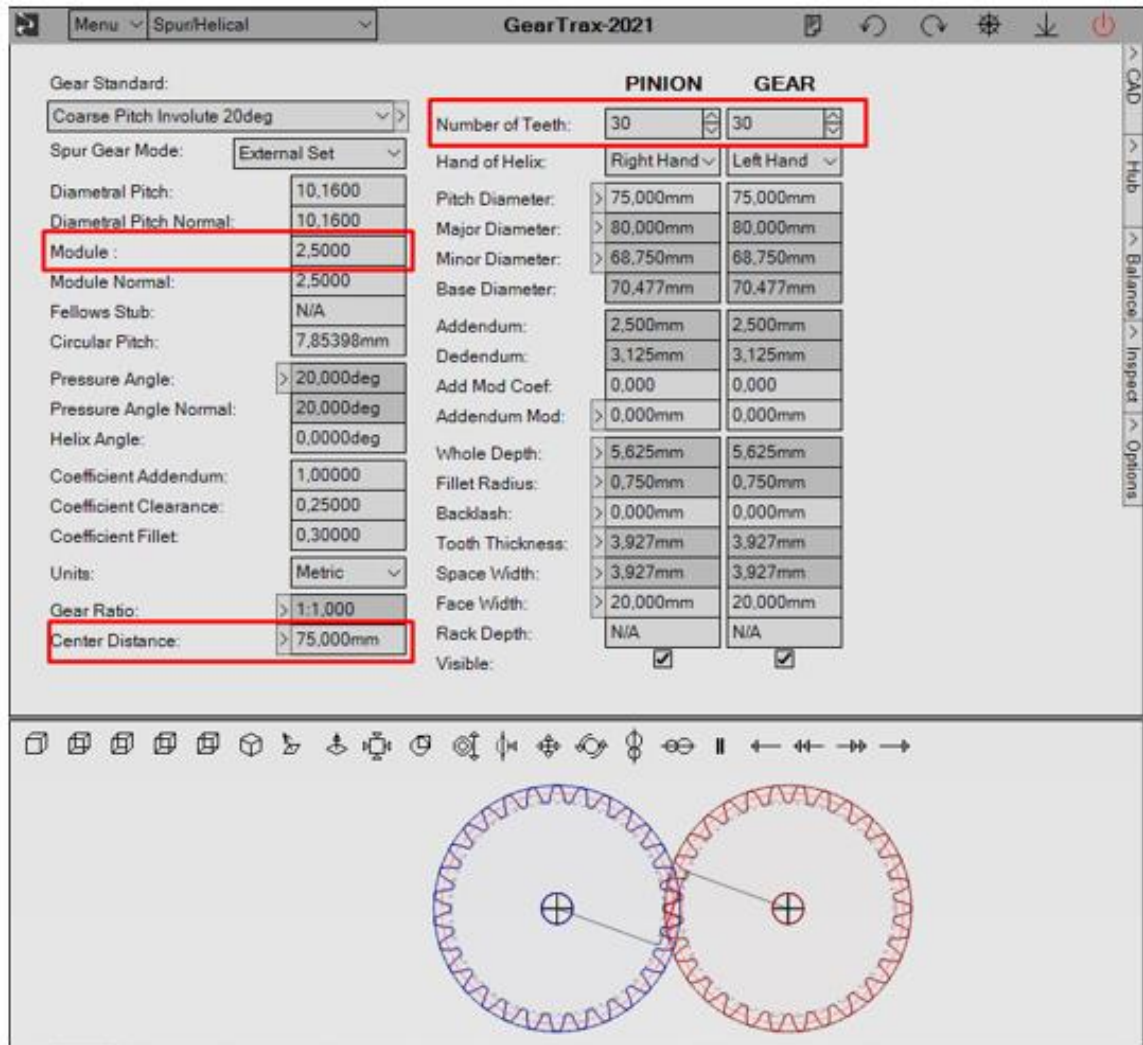 Menu Spur/Helical GearTrax-2021
Gear Standard:
Coarse Pitch Involute 20deg
Spur Gear Mode: External Set
Diametral Pitch: 10,1600
Diametral Pitch Normal: 10,1600
Module : 2,5000
Module Normal: 2,5000
Fellows Stub: N/A
Circular Pitch: 7,85398mm
Pressure Angle: > 20,000deg
Pressure Angle Normal: 20,000deg
Helix Angle: 0,0000deg
Coefficient Addendum: 1,00000
Coefficient Clearance: 0,25000
Coefficient Fillet: 0,30000
Units: Metric
Gear Ratio: > 1:1,000
Center Distance: > 75,000mm
PINION GEAR
Number of Teeth: 30 30
Hand of Helix: Right Hand Left Hand
Pitch Diameter: > 75,000mm 75,000mm
Major Diameter: > 80,000mm 80,000mm
Minor Diameter: > 68,750mm 68,750mm
Base Diameter: 70,477mm 70,477mm
Addendum: 2,500mm 2,500mm
Dedendum: 3,125mm 3,125mm
Add Mod Coef: 0,000 0,000
Addendum Mod: > 0,000mm 0,000mm
Whole Depth: > 5,625mm 5,625mm
Fillet Radius: > 0,750mm 0,750mm
Backlash: > 0,000mm 0,000mm
Tooth Thickness: > 3,927mm 3,927mm
Space Width: > 3,927mm 3,927mm
Face Width: > 20,000mm 20,000mm
Rack Depth: N/A N/A
Visible:
> CAD
> Hub
> Balance
> Inspect
> Options